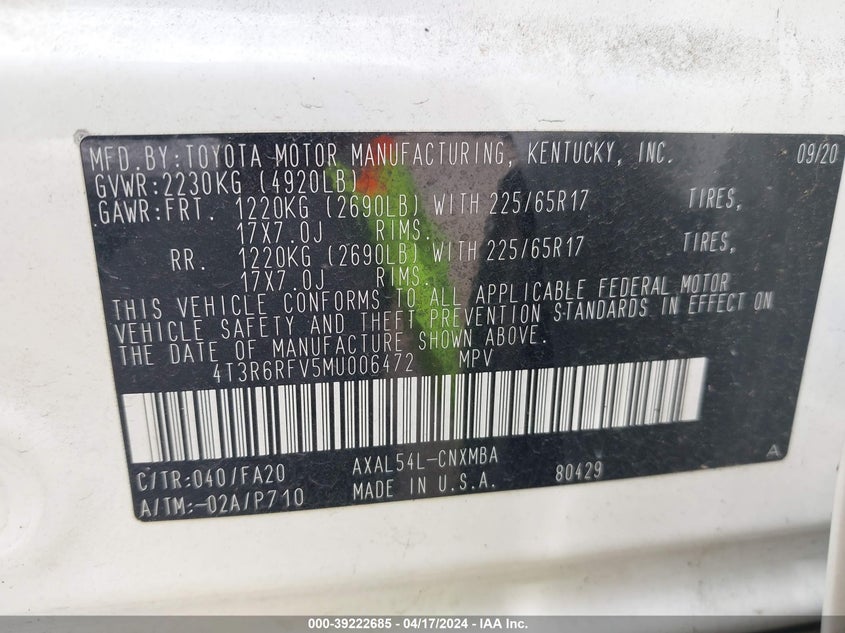 MFD.BY:TOYOTA MOTOR MANUFACTURING, KENTUCKY, INC. 09/20
GVWR:2230KG (4920LB)
GAWR:FRT. 1220KG (2690LB) WITH 225/65R17 TIRES,
17X7.0J RIMS.
RR. 1220KG (2690LB) WITH 225/65R17 TIRES,
17X7.0J RIMS.
THIS VEHICLE CONFORMS TO ALL APPLICABLE FEDERAL MOTOR
VEHICLE SAFETY AND THEFT PREVENTION STANDARDS IN EFFECT ON
THE DATE OF MANUFACTURE SHOWN ABOVE.
4T3R6RFV5MU006472 MPV
C/TR:040/FA20 AXAL54L-CNXMBA 80429 A
A/TM:-02A/P710 MADE IN U.S.A.
000-39222685 - 04/17/2024 - IAA Inc.